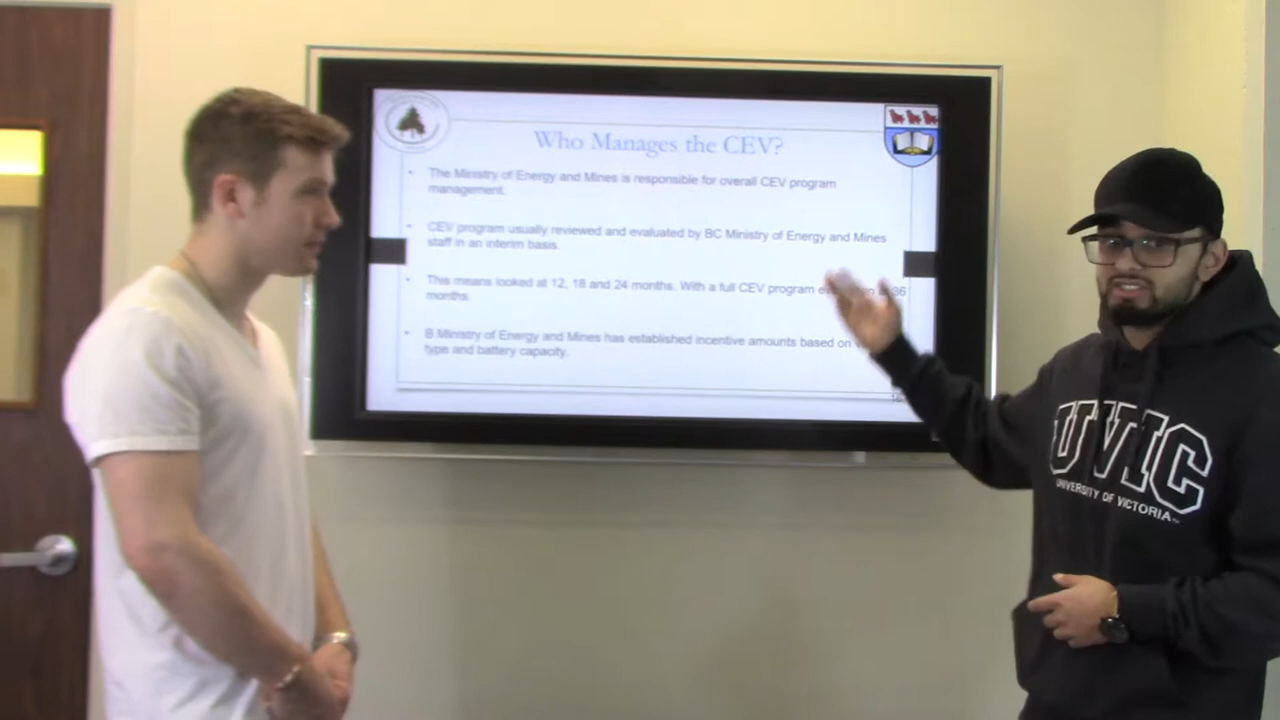 Who Manages the CEV?
The Ministry of Energy and Mines is responsible for overall CEV program
management.
CEV program usually reviewed and evaluated by BC Ministry of Energy and Mines
staff in an interim basis.
This means looked at 12, 18 and 24 months. With a full CEV program 36
months.
B Ministry of Energy and Mines has established incentive amounts based on
type and battery capacity.
UVIC
UNIVERSITY OF VICTORIA